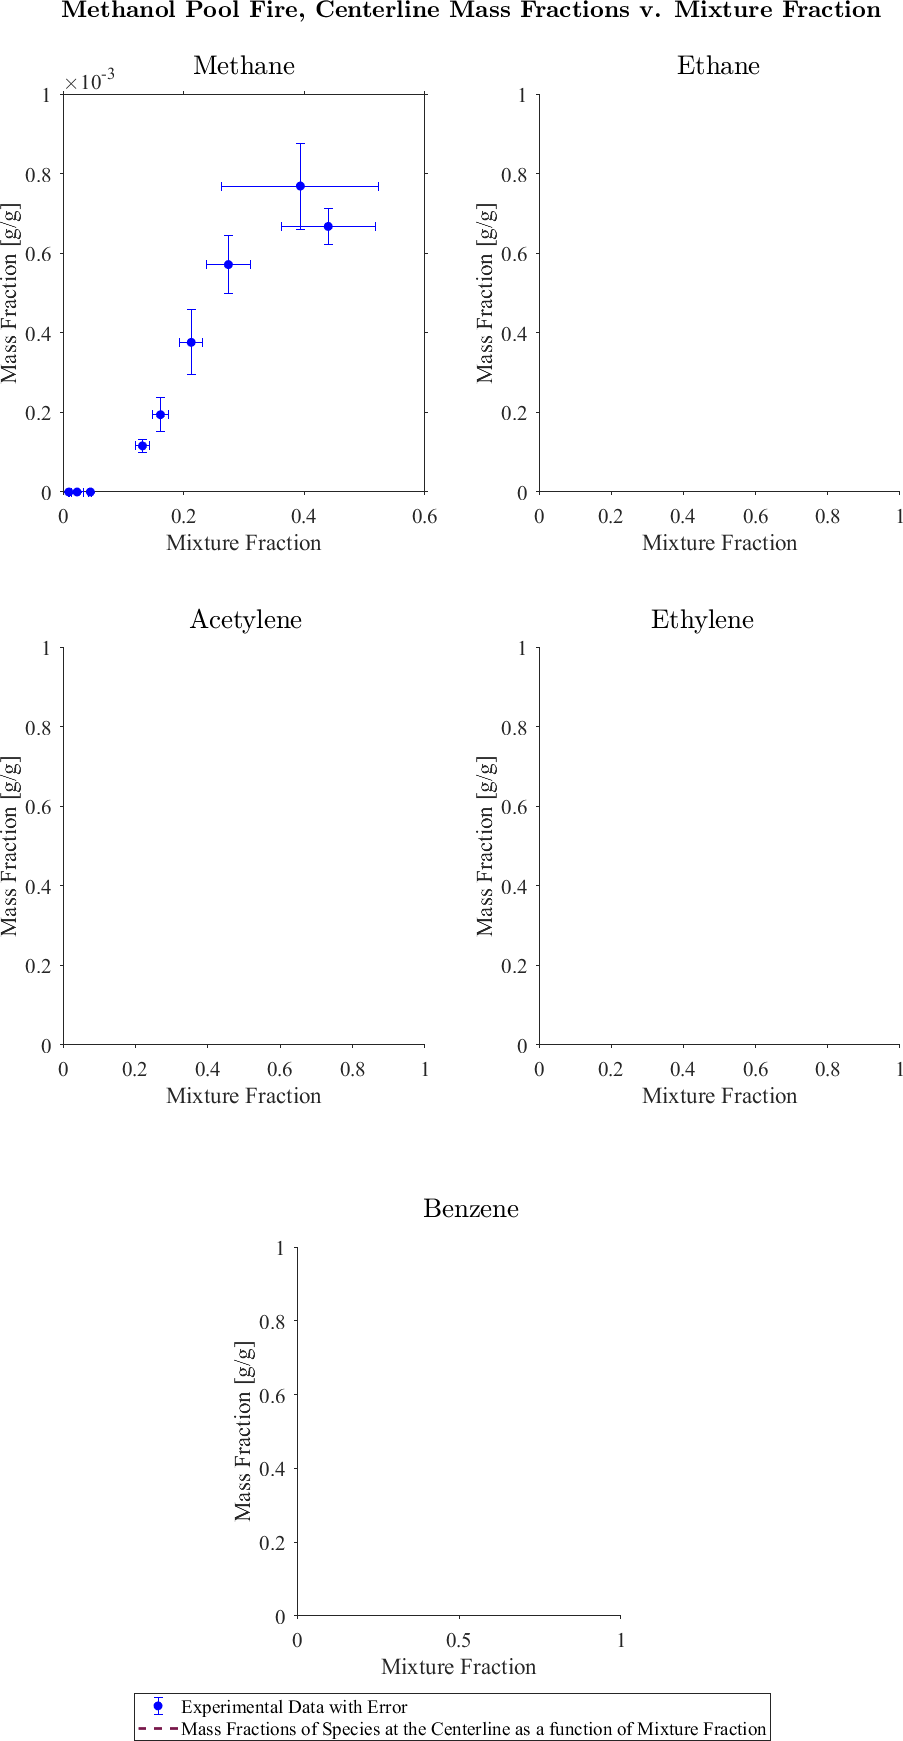 Methanol Pool Fire, Centerline Mass Fractions v. Mixture Fraction
Methane
×10-3
1
0.8
0.6
0.4
0.2
0
0 0.2 0.4 0.6
Mass Fraction [g/g]
Mixture Fraction
Ethane
1
0.8
0.6
0.4
0.2
0
0 0.2 0.4 0.6 0.8 1
Mass Fraction [g/g]
Mixture Fraction
Acetylene
1
0.8
0.6
0.4
0.2
0
0 0.2 0.4 0.6 0.8 1
Mass Fraction [g/g]
Mixture Fraction
Ethylene
1
0.8
0.6
0.4
0.2
0
0 0.2 0.4 0.6 0.8 1
Mass Fraction [g/g]
Mixture Fraction
Benzene
1
0.8
0.6
0.4
0.2
0
0 0.5 1
Mass Fraction [g/g]
Mixture Fraction
Experimental Data with Error
Mass Fractions of Species at the Centerline as a function of Mixture Fraction